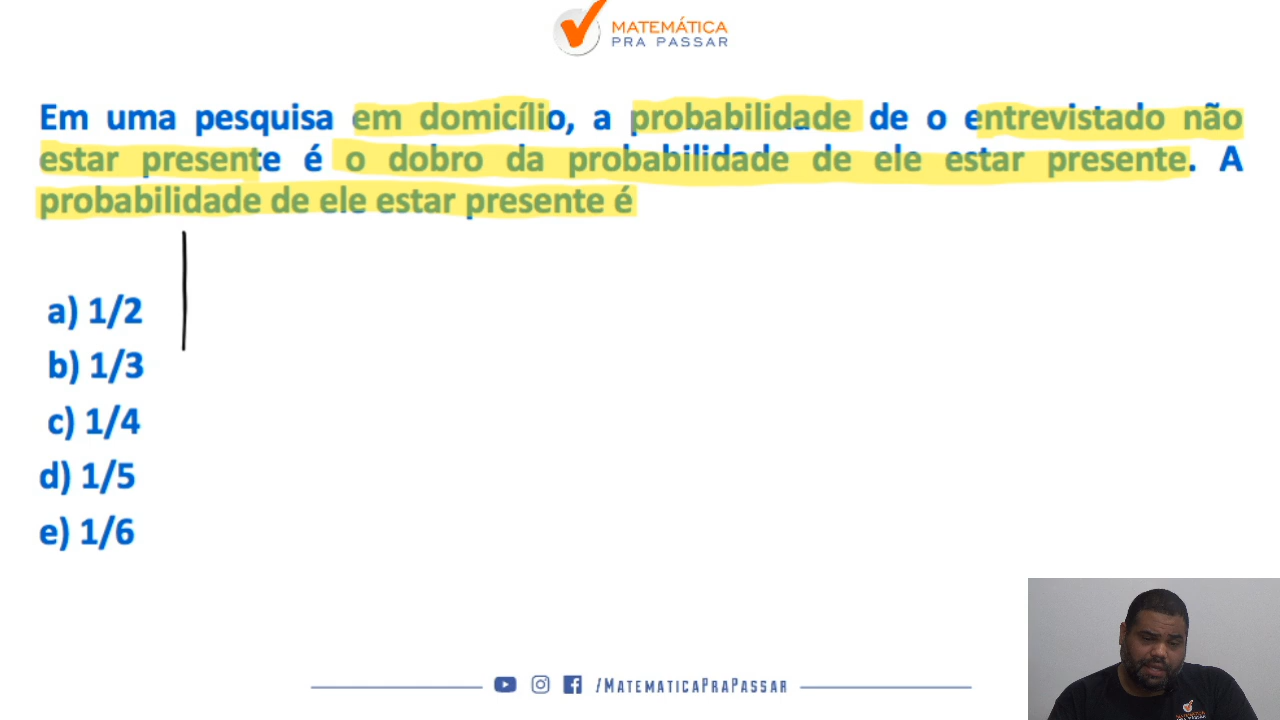 MATEMÁTICA
PRA PASSAR
Em uma pesquisa em domicílio, a probabilidade de o entrevistado não
estar presente é o dobro da probabilidade de ele estar presente. A
probabilidade de ele estar presente é
a) 1/2
b) 1/3
c) 1/4
d) 1/5
e) 1/6
/MATEMATICAPRAPASSAR